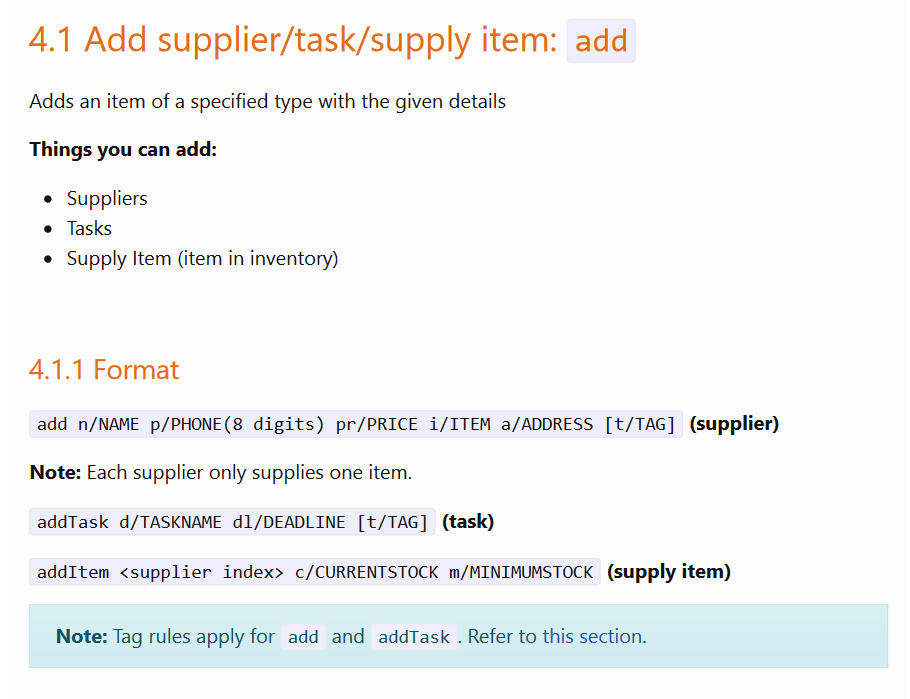 4.1 Add supplier/task/supply item: add
Adds an item of a specified type with the given details
Things you can add:
Suppliers
Tasks
Supply Item (item in inventory)
4.1.1 Format
add n/NAME p/PHONE(8 digits) pr/PRICE i/ITEM a/ADDRESS [t/TAG] (supplier)
Note: Each supplier only supplies one item.
addTask d/TASKNAME dl/DEADLINE [t/TAG] (task)
addItem <supplier index> c/CURRENTSTOCK m/MINIMUMSTOCK (supply item)
Note: Tag rules apply for add and addTask. Refer to this section.